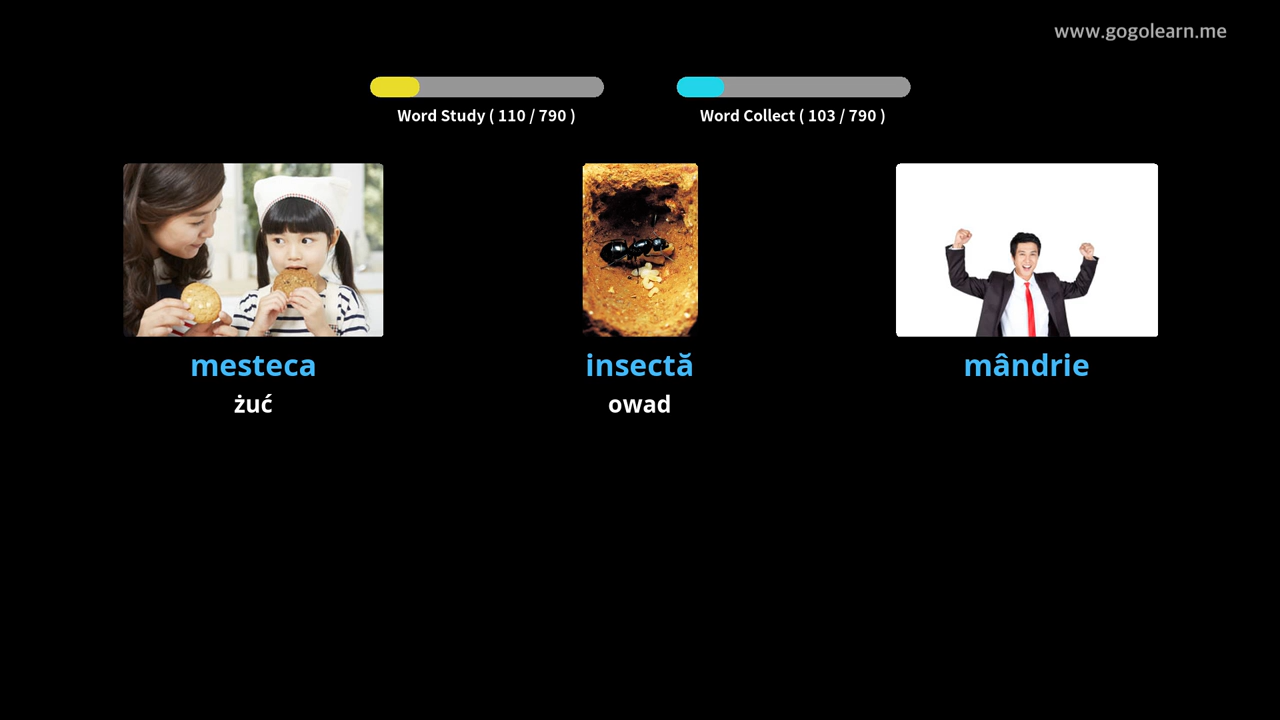 www.gogolearn.me
Word Study ( 110 / 790 )
Word Collect ( 103 / 790 )
mesteca
insectă
mândrie
żuć
owad